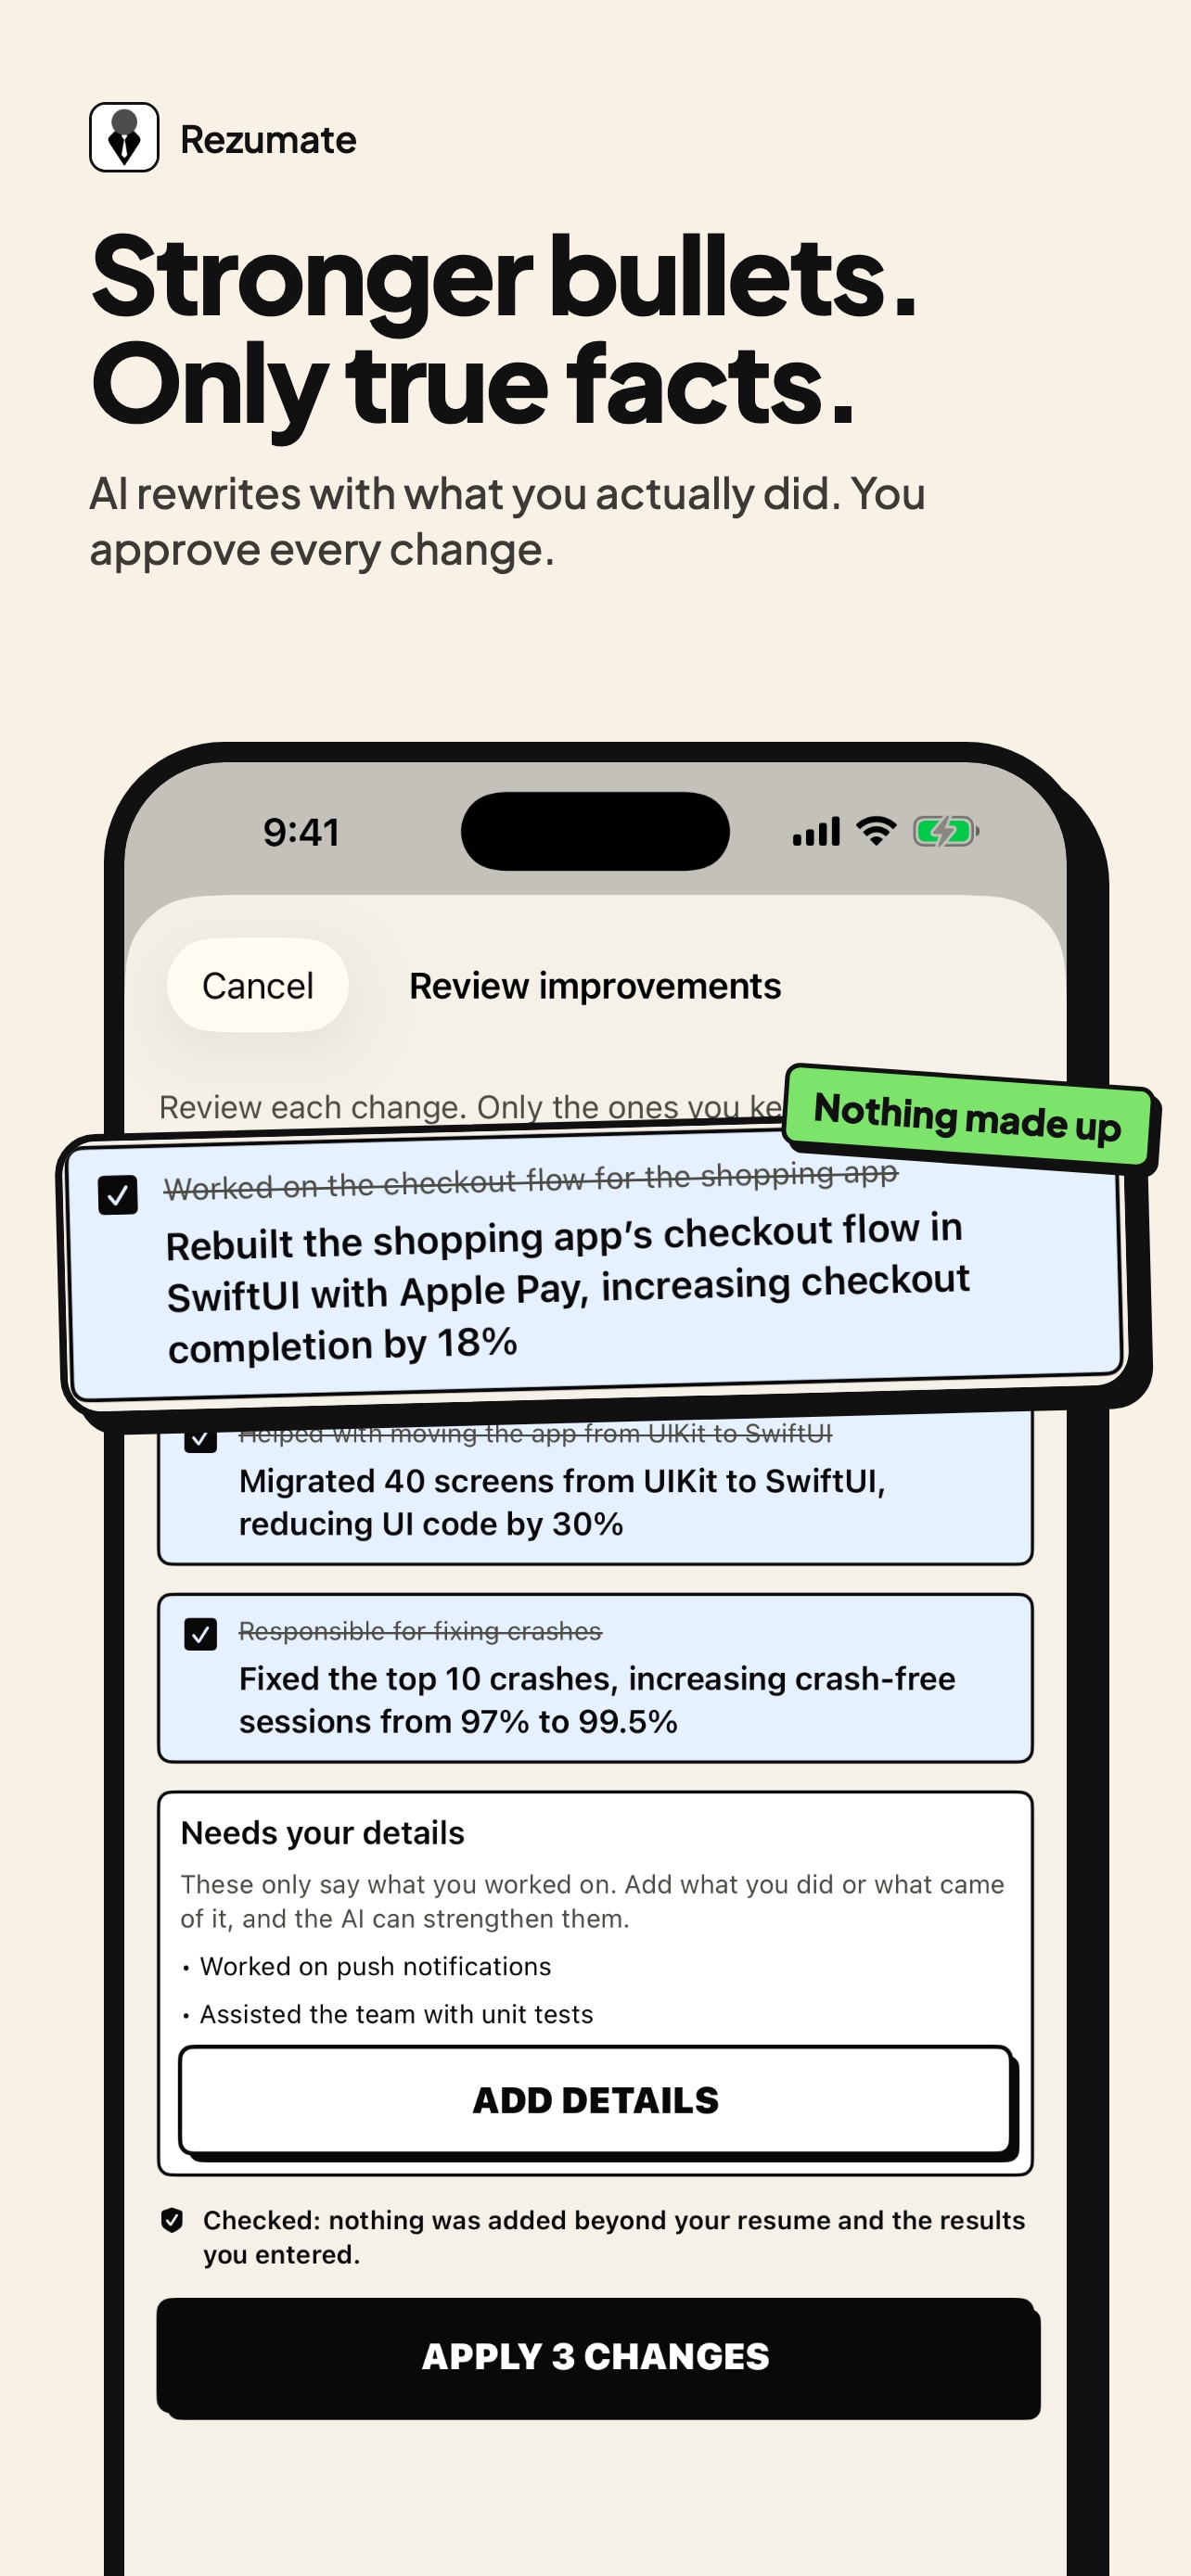 Rezumate
Stronger bullets.
Only true facts.
AI rewrites with what you actually did. You
approve every change.
9:41
Cancel
Review improvements
Review each change. Only the ones you
Nothing made up
Worked on the checkout flow for the shopping app
Rebuilt the shopping app’s checkout flow in
SwiftUI with Apple Pay, increasing checkout
completion by 18%
Helped with moving the app from UIKit to SwiftUI
Migrated 40 screens from UIKit to SwiftUI,
reducing UI code by 30%
Responsible for fixing crashes
Fixed the top 10 crashes, increasing crash-free
sessions from 97% to 99.5%
Needs your details
These only say what you worked on. Add what you did or what came
of it, and the AI can strengthen them.
• Worked on push notifications
• Assisted the team with unit tests
ADD DETAILS
Checked: nothing was added beyond your resume and the results
you entered.
APPLY 3 CHANGES